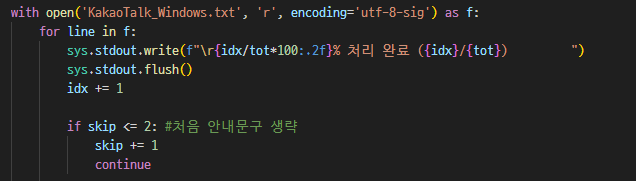 with open('KakaoTalk_Windows.txt', 'r', encoding='utf-8-sig') as f:
    for line in f:
        sys.stdout.write(f"\r{idx/tot*100:.2f}% 처리 완료 ({idx}/{tot})          ")
        sys.stdout.flush()
        idx += 1

        if skip <= 2: #처음 안내문구 생략
            skip += 1
            continue